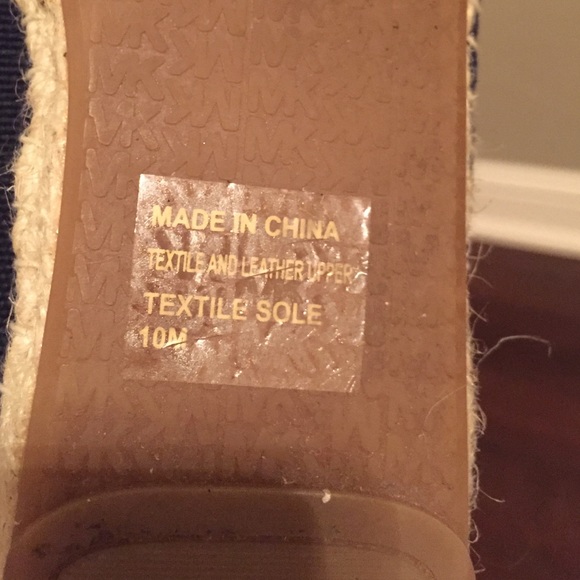 MADE IN CHINA
TEXTILE AND LEATHER UPPER
TEXTILE SOLE
10M